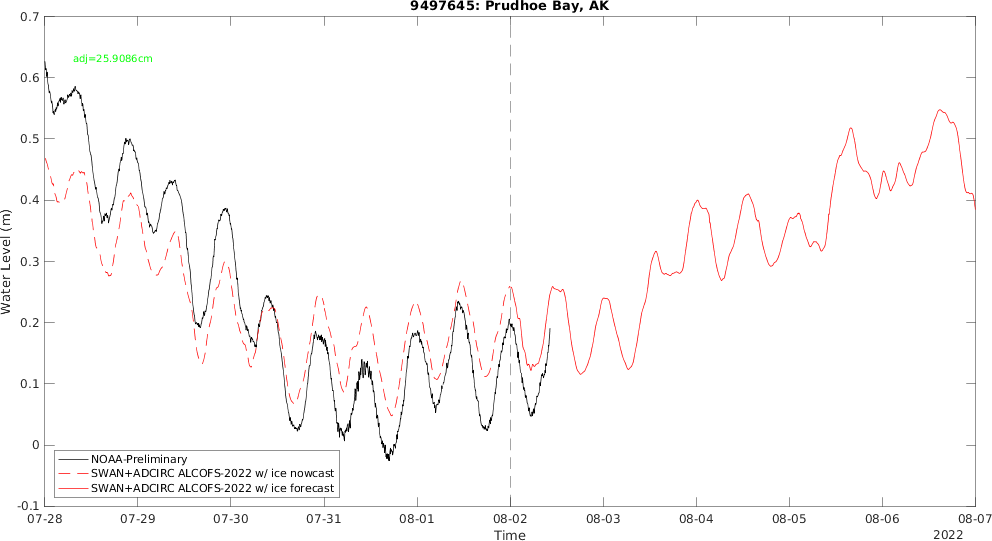 9497645: Prudhoe Bay, AK
adj=25.9086cm
Water Level (m)
0.7
0.6
0.5
0.4
0.3
0.2
0.1
0
-0.1
NOAA-Preliminary
SWAN+ADCIRC ALCOFS-2022 w/ ice nowcast
SWAN+ADCIRC ALCOFS-2022 w/ ice forecast
07-28 07-29 07-30 07-31 08-01 08-02 08-03 08-04 08-05 08-06 08-07
Time
2022